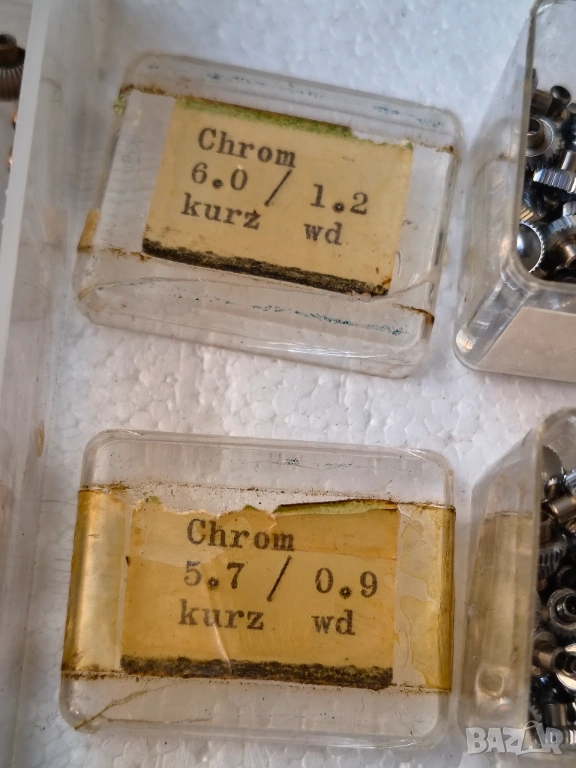 Chrom
6.0 / 1.2
kurz wd
Chrom
5.7 / 0.9
kurz wd
BAZAR